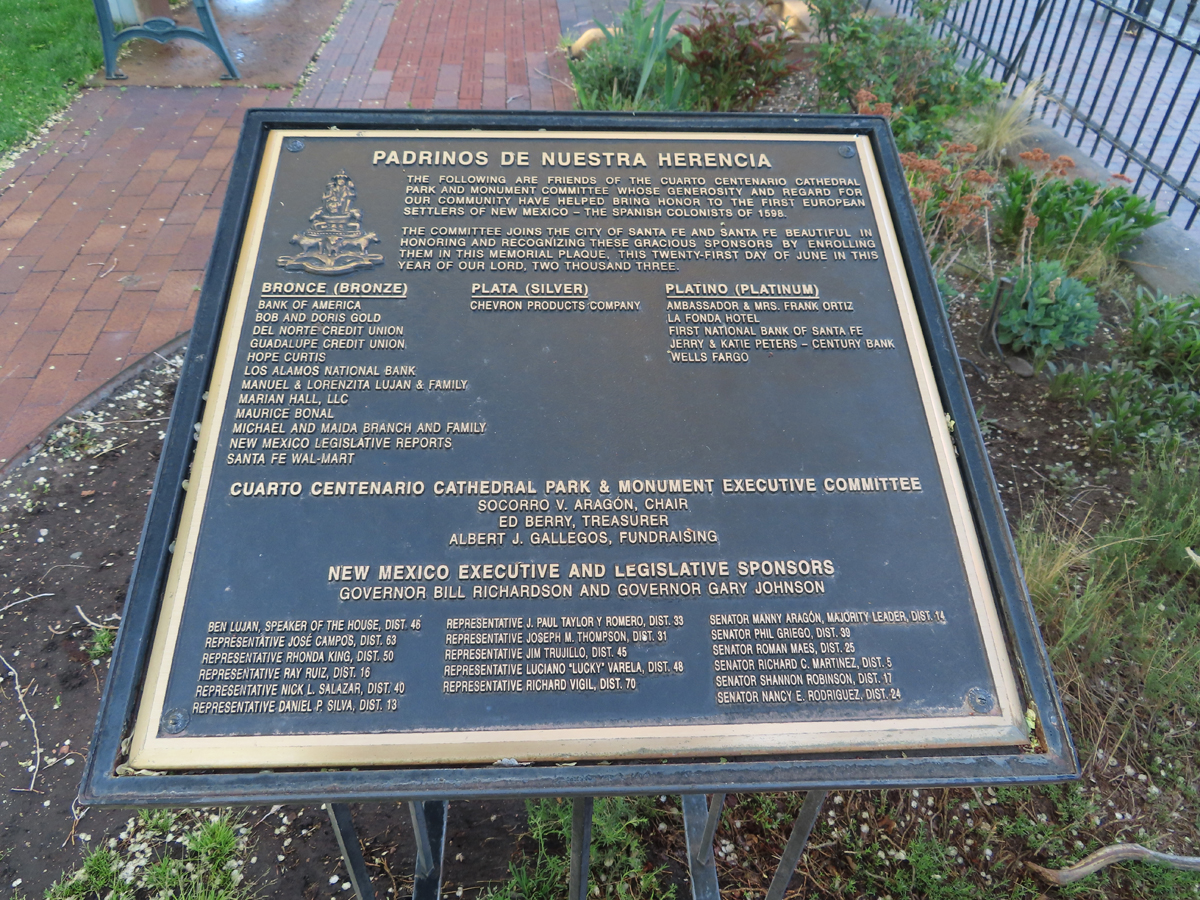 PADRINOS DE NUESTRA HERENCIA
THE FOLLOWING ARE FRIENDS OF THE CUARTO CENTENARIO CATHEDRAL
PARK AND MONUMENT COMMITTEE WHOSE GENEROSITY AND REGARD FOR
OUR COMMUNITY HAVE HELPED BRING HONOR TO THE FIRST EUROPEAN
SETTLERS OF NEW MEXICO – THE SPANISH COLONISTS OF 1598.
THE COMMITTEE JOINS THE CITY OF SANTA FE AND SANTA FE BEAUTIFUL IN
HONORING AND RECOGNIZING THESE GRACIOUS SPONSORS BY ENROLLING
THEM IN THIS MEMORIAL PLAQUE, THIS TWENTY-FIRST DAY OF JUNE IN THIS
YEAR OF OUR LORD, TWO THOUSAND THREE.
BRONCE (BRONZE)
BANK OF AMERICA
BOB AND DORIS GOLD
DEL NORTE CREDIT UNION
GUADALUPE CREDIT UNION
HOPE CURTIS
LOS ALAMOS NATIONAL BANK
MANUEL & LORENZITA LUJAN & FAMILY
MARIAN HALL, LLC
MAURICE BONAL
MICHAEL AND MAIDA BRANCH AND FAMILY
NEW MEXICO LEGISLATIVE REPORTS
SANTA FE WAL-MART
PLATA (SILVER)
CHEVRON PRODUCTS COMPANY
PLATINO (PLATINUM)
AMBASSADOR & MRS. FRANK ORTIZ
LA FONDA HOTEL
FIRST NATIONAL BANK OF SANTA FE
JERRY & KATIE PETERS – CENTURY BANK
WELLS FARGO
CUARTO CENTENARIO CATHEDRAL PARK & MONUMENT EXECUTIVE COMMITTEE
SOCORRO V. ARAGÓN, CHAIR
ED BERRY, TREASURER
ALBERT J. GALLEGOS, FUNDRAISING
NEW MEXICO EXECUTIVE AND LEGISLATIVE SPONSORS
GOVERNOR BILL RICHARDSON AND GOVERNOR GARY JOHNSON
BEN LUJAN, SPEAKER OF THE HOUSE, DIST. 46
REPRESENTATIVE JOSÉ CAMPOS, DIST. 63
REPRESENTATIVE RHONDA KING, DIST. 50
REPRESENTATIVE RAY RUIZ, DIST. 16
REPRESENTATIVE NICK L. SALAZAR, DIST. 40
REPRESENTATIVE DANIEL P. SILVA, DIST. 13
REPRESENTATIVE J. PAUL TAYLOR Y ROMERO, DIST. 33
REPRESENTATIVE JOSEPH M. THOMPSON, DIST. 31
REPRESENTATIVE JIM TRUJILLO, DIST. 45
REPRESENTATIVE LUCIANO "LUCKY" VARELA, DIST. 48
REPRESENTATIVE RICHARD VIGIL, DIST. 70
SENATOR MANNY ARAGÓN, MAJORITY LEADER, DIST. 14
SENATOR PHIL GRIEGO, DIST. 39
SENATOR ROMAN MAES, DIST. 25
SENATOR RICHARD C. MARTINEZ, DIST. 5
SENATOR SHANNON ROBINSON, DIST. 17
SENATOR NANCY E. RODRIGUEZ, DIST. 24